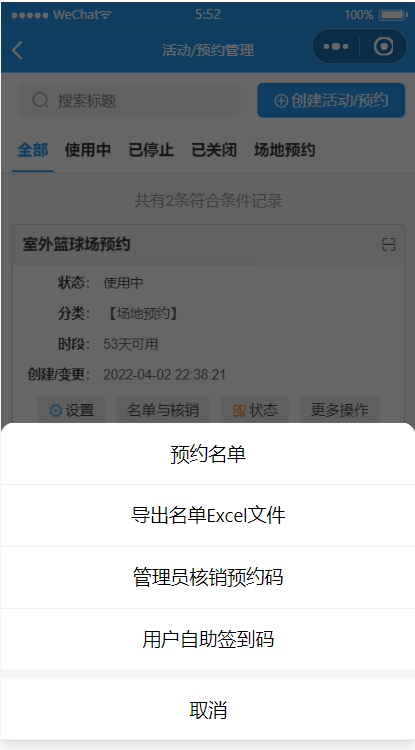 WeChat 5:52 100%
活动/预约管理
搜索标题 创建活动/预约
全部 使用中 已停止 已关闭 场地预约
共有2条符合条件记录
室外篮球场预约
状态： 使用中
分类： 【场地预约】
时段： 53天可用
创建/变更： 2022-04-02 22:38:21
设置 名单与核销 状态 更多操作
预约名单
导出名单Excel文件
管理员核销预约码
用户自助签到码
取消